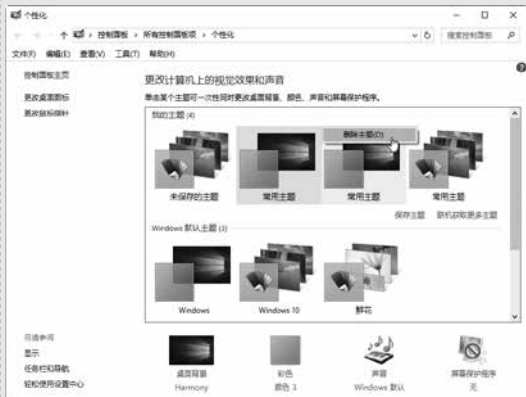 个性化
控制面板 › 所有控制面板项 › 个性化
搜索控制面板
文件(F) 编辑(E) 查看(V) 工具(T) 帮助(H)
控制面板主页
更改桌面图标
更改鼠标指针
更改计算机上的视觉效果和声音
单击某个主题可一次性同时更改桌面背景、颜色、声音和屏幕保护程序。
我的主题 (4)
删除主题(D)
未保存的主题 常用主题 常用主题 常用主题
保存主题 联机获取更多主题
Windows 默认主题 (3)
Windows Windows 10 鲜花
另请参阅
显示
任务栏和导航
轻松使用设置中心
桌面背景 彩色 声音 屏幕保护程序
Harmony 颜色 3 Windows 默认 无